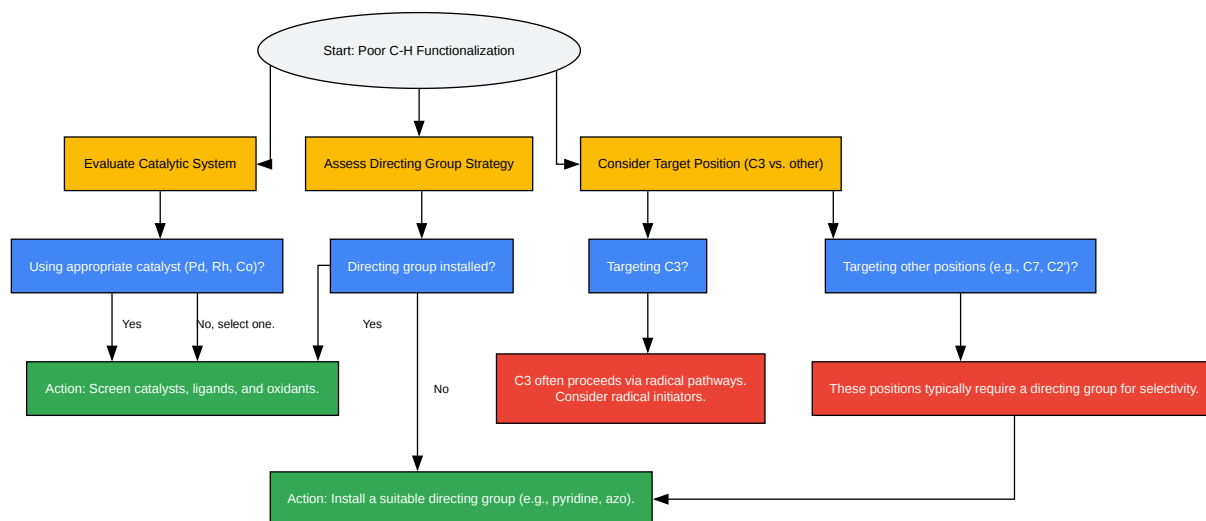 Start: Poor C-H Functionalization
Evaluate Catalytic System
Assess Directing Group Strategy
Consider Target Position (C3 vs. other)
Using appropriate catalyst (Pd, Rh, Co)?
Directing group installed?
Targeting C3?
Targeting other positions (e.g., C7, C2')?
Yes
No, select one.
Yes
Action: Screen catalysts, ligands, and oxidants.
No
C3 often proceeds via radical pathways.
Consider radical initiators.
These positions typically require a directing group for selectivity.
Action: Install a suitable directing group (e.g., pyridine, azo).